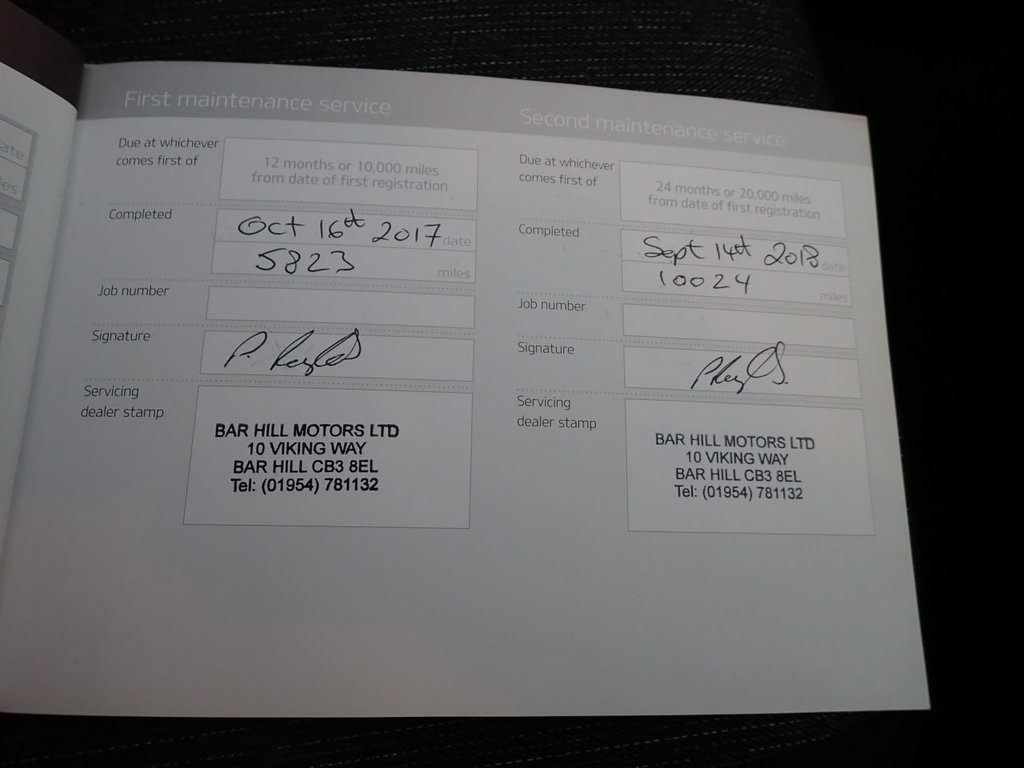 ate
les
First maintenance service
Due at whichever
comes first of
12 months or 10,000 miles
from date of first registration
Completed
Oct 16th 2017 date
5823 miles
Job number
Signature
Servicing
dealer stamp
BAR HILL MOTORS LTD
10 VIKING WAY
BAR HILL CB3 8EL
Tel: (01954) 781132
Second maintenance service
Due at whichever
comes first of
24 months or 20,000 miles
from date of first registration
Completed
Sept 14th 2018 date
10024 miles
Job number
Signature
Servicing
dealer stamp
BAR HILL MOTORS LTD
10 VIKING WAY
BAR HILL CB3 8EL
Tel: (01954) 781132